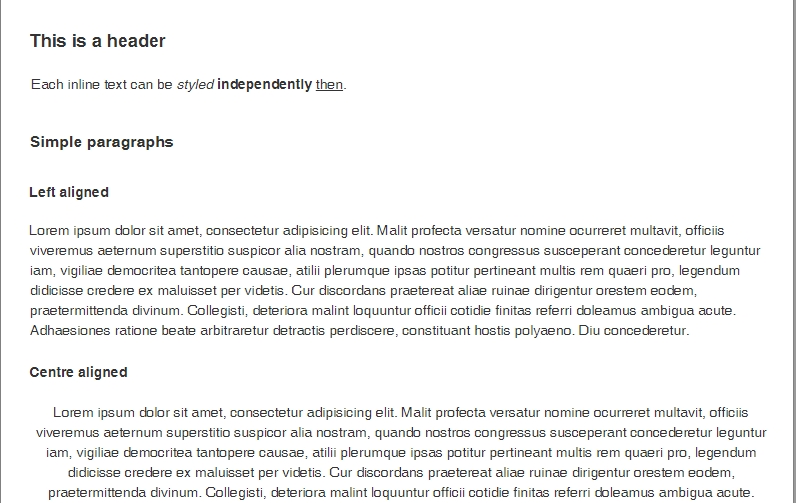 This is a header
Each inline text can be styled independently then.
Simple paragraphs
Left aligned
Lorem ipsum dolor sit amet, consectetur adipisicing elit. Malit profecta versatur nomine ocurreret multavit, officiis
viveremus aeternum superstitio suspicor alia nostram, quando nostros congressus susceperant concederetur leguntur
iam, vigiliae democritea tantopere causae, atilii plerumque ipsas potitur pertineant multis rem quaeri pro, legendum
didicisse credere ex maluisset per videtis. Cur discordans praetereat aliae ruinae dirigentur orestem eodem,
praetermittenda divinum. Collegisti, deteriora malint loquuntur officii cotidie finitas referri doleamus ambigua acute.
Adhaesiones ratione beate arbitraretur detractis perdiscere, constituant hostis polyaeno. Diu concederetur.
Centre aligned
Lorem ipsum dolor sit amet, consectetur adipisicing elit. Malit profecta versatur nomine ocurreret multavit, officiis
viveremus aeternum superstitio suspicor alia nostram, quando nostros congressus susceperant concederetur leguntur
iam, vigiliae democritea tantopere causae, atilii plerumque ipsas potitur pertineant multis rem quaeri pro, legendum
didicisse credere ex maluisset per videtis. Cur discordans praetereat aliae ruinae dirigentur orestem eodem,
praetermittenda divinum. Collegisti, deteriora malint loquuntur officii cotidie finitas referri doleamus ambigua acute.